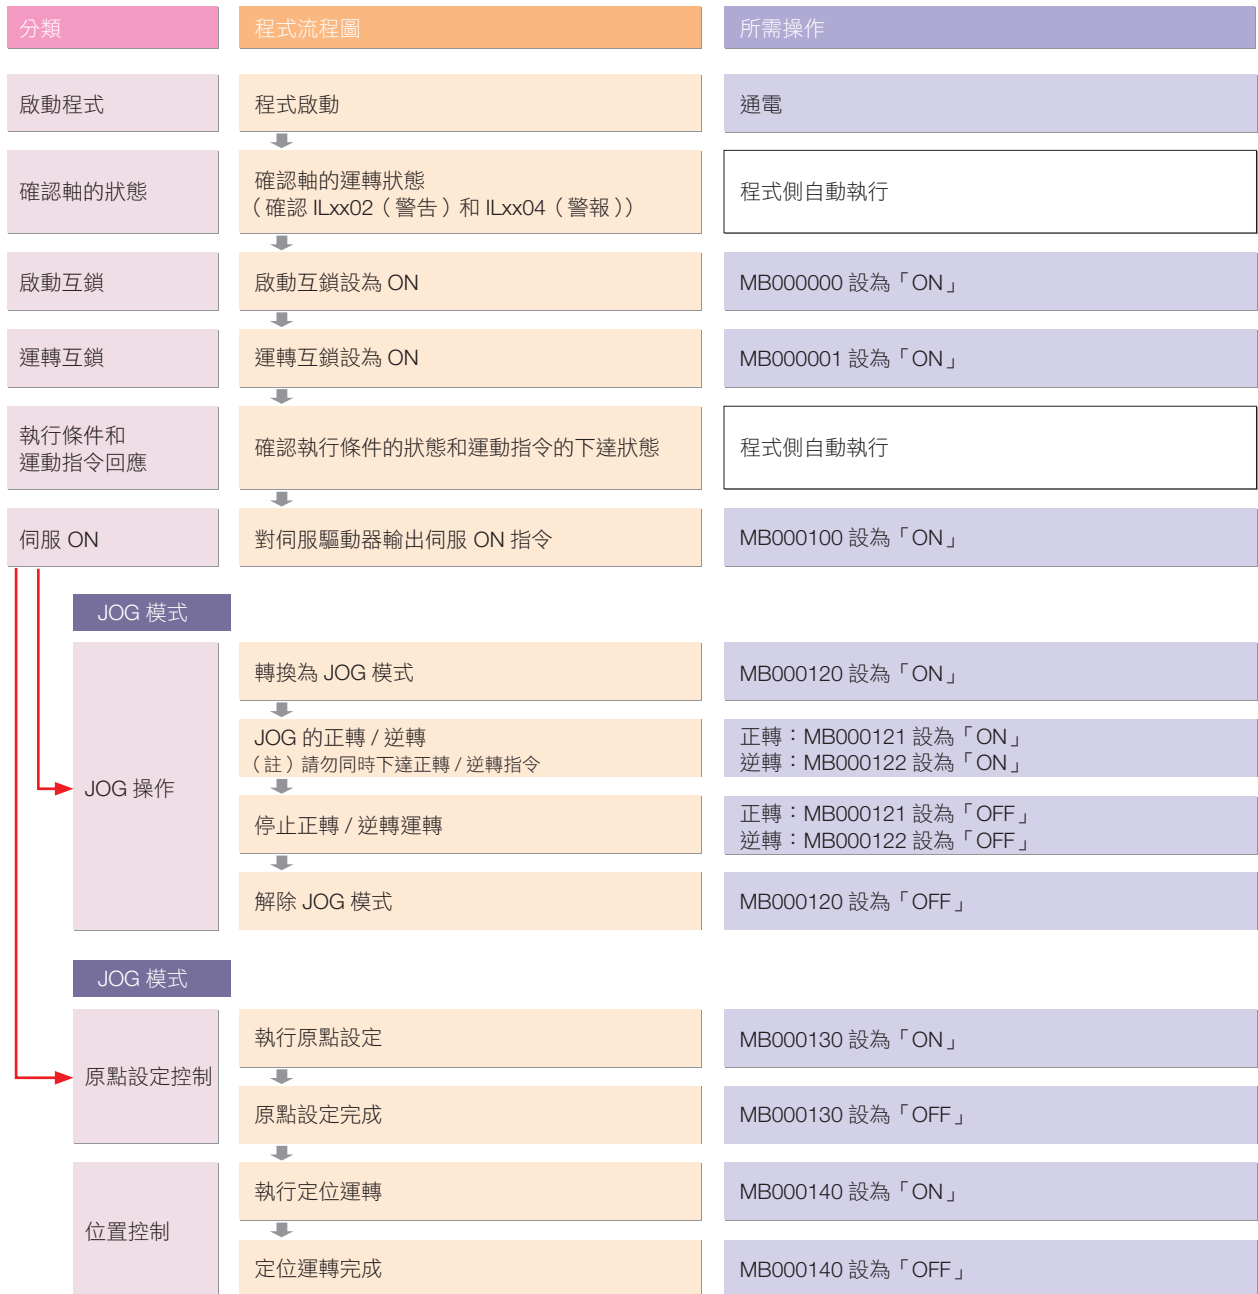 分類
程式流程圖
所需操作
啟動程式
程式啟動
通電
確認軸的狀態
確認軸的運轉狀態
（確認 ILxx02（警告）和 ILxx04（警報））
程式側自動執行
啟動互鎖
啟動互鎖設為 ON
MB000000 設為「ON」
運轉互鎖
運轉互鎖設為 ON
MB000001 設為「ON」
執行條件和
運動指令回應
確認執行條件的狀態和運動指令的下達狀態
程式側自動執行
伺服 ON
對伺服驅動器輸出伺服 ON 指令
MB000100 設為「ON」
JOG 模式
JOG 操作
轉換為 JOG 模式
MB000120 設為「ON」
JOG 的正轉 / 逆轉
（註）請勿同時下達正轉 / 逆轉指令
正轉：MB000121 設為「ON」
逆轉：MB000122 設為「ON」
停止正轉 / 逆轉運轉
正轉：MB000121 設為「OFF」
逆轉：MB000122 設為「OFF」
解除 JOG 模式
MB000120 設為「OFF」
JOG 模式
原點設定控制
執行原點設定
MB000130 設為「ON」
原點設定完成
MB000130 設為「OFF」
位置控制
執行定位運轉
MB000140 設為「ON」
定位運轉完成
MB000140 設為「OFF」